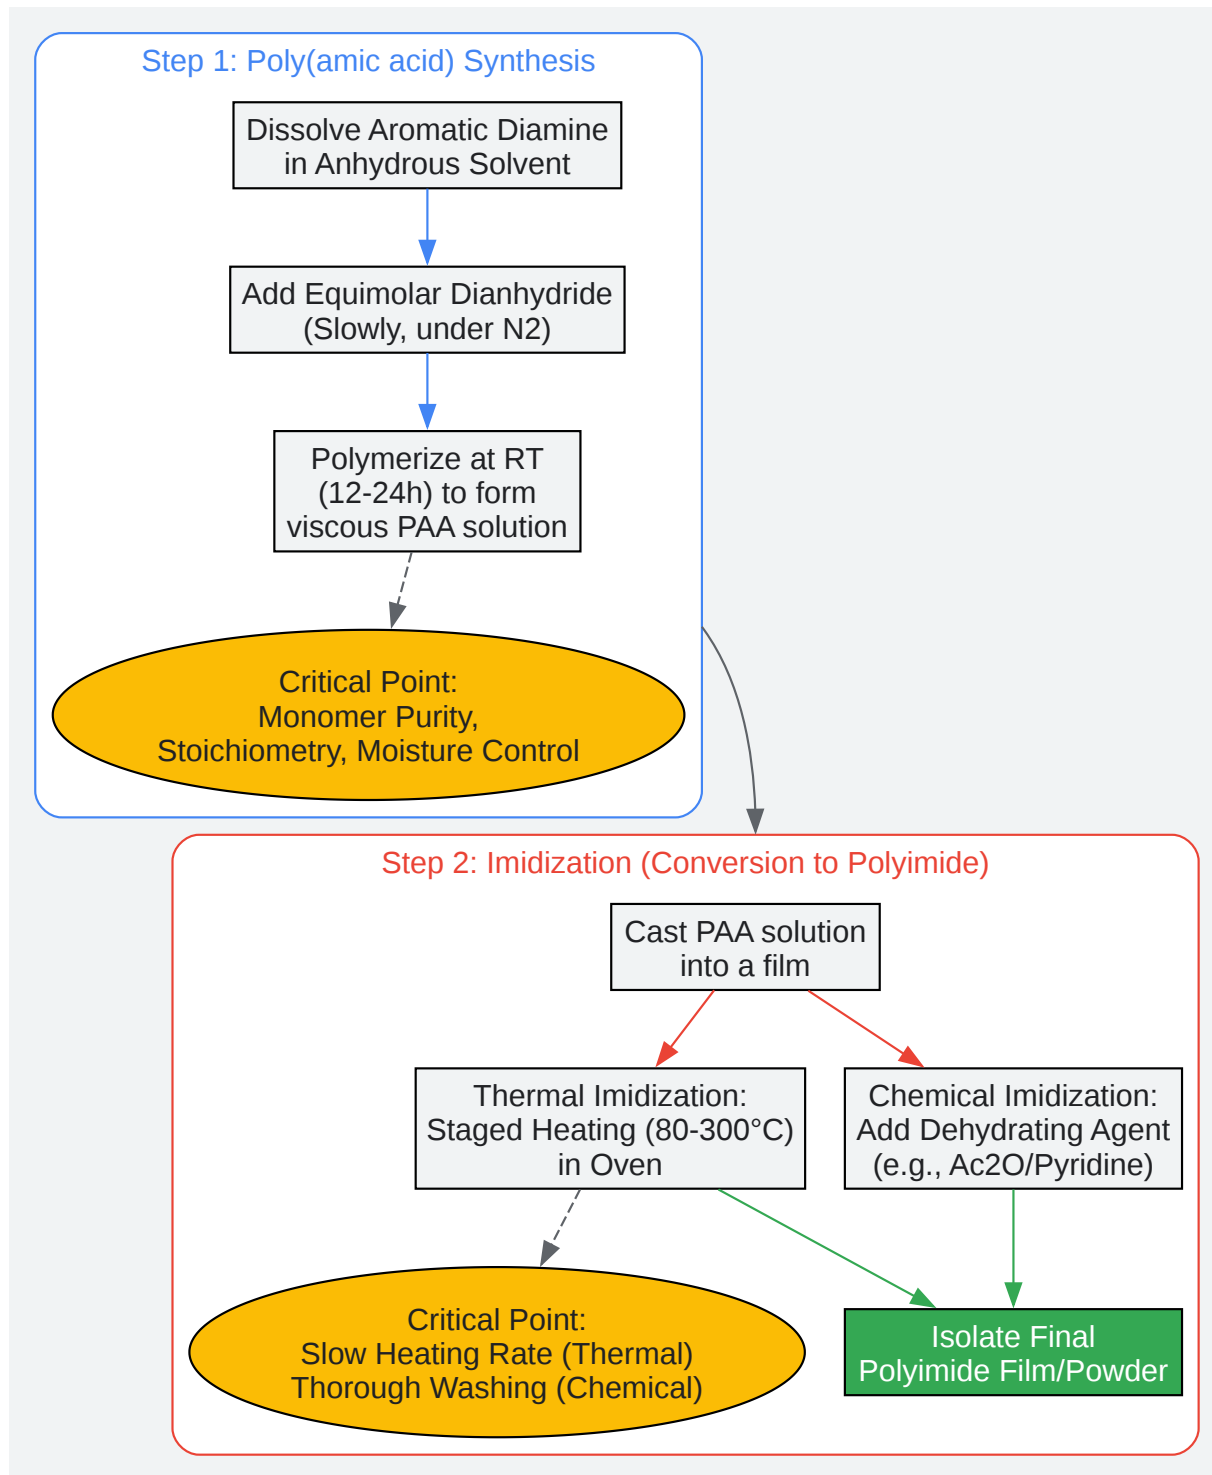 Step 1: Poly(amic acid) Synthesis
Dissolve Aromatic Diamine
in Anhydrous Solvent
Add Equimolar Dianhydride
(Slowly, under N2)
Polymerize at RT
(12-24h) to form
viscous PAA solution
Critical Point:
Monomer Purity,
Stoichiometry, Moisture Control
Step 2: Imidization (Conversion to Polyimide)
Cast PAA solution
into a film
Thermal Imidization:
Staged Heating (80-300°C)
in Oven
Chemical Imidization:
Add Dehydrating Agent
(e.g., Ac2O/Pyridine)
Critical Point:
Slow Heating Rate (Thermal)
Thorough Washing (Chemical)
Isolate Final
Polyimide Film/Powder